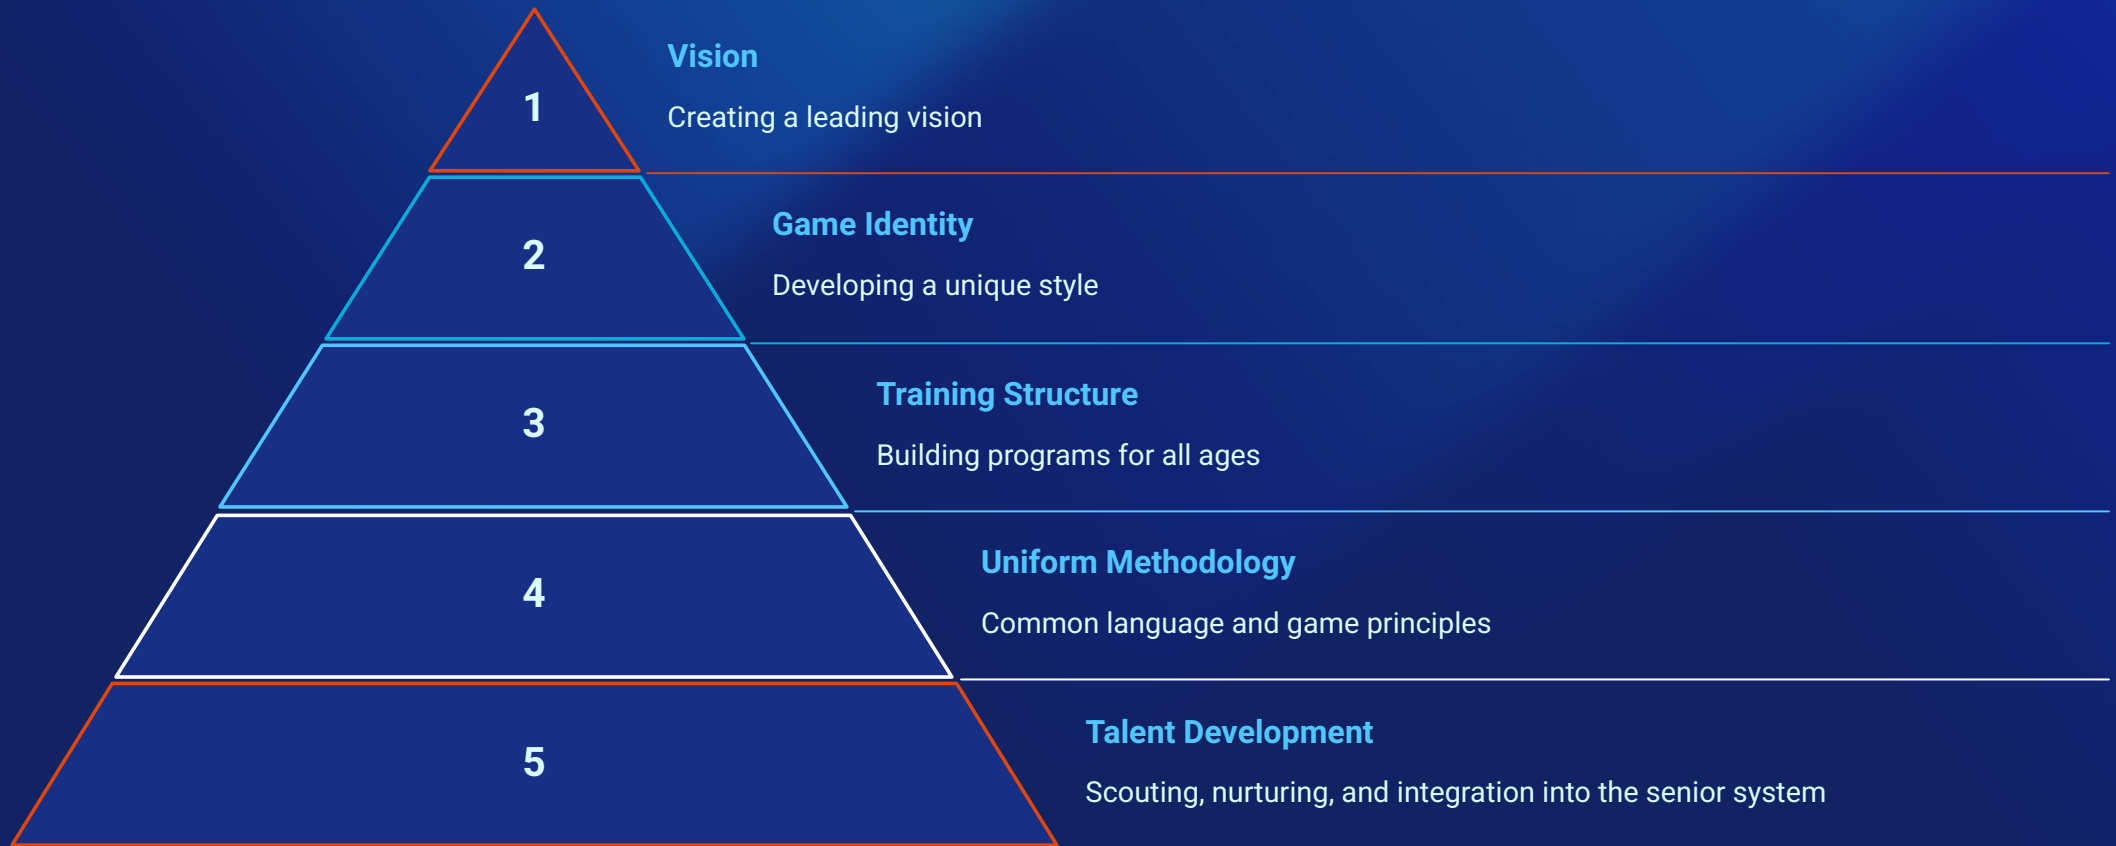 1
Vision
Creating a leading vision
2
Game Identity
Developing a unique style
3
Training Structure
Building programs for all ages
4
Uniform Methodology
Common language and game principles
5
Talent Development
Scouting, nurturing, and integration into the senior system